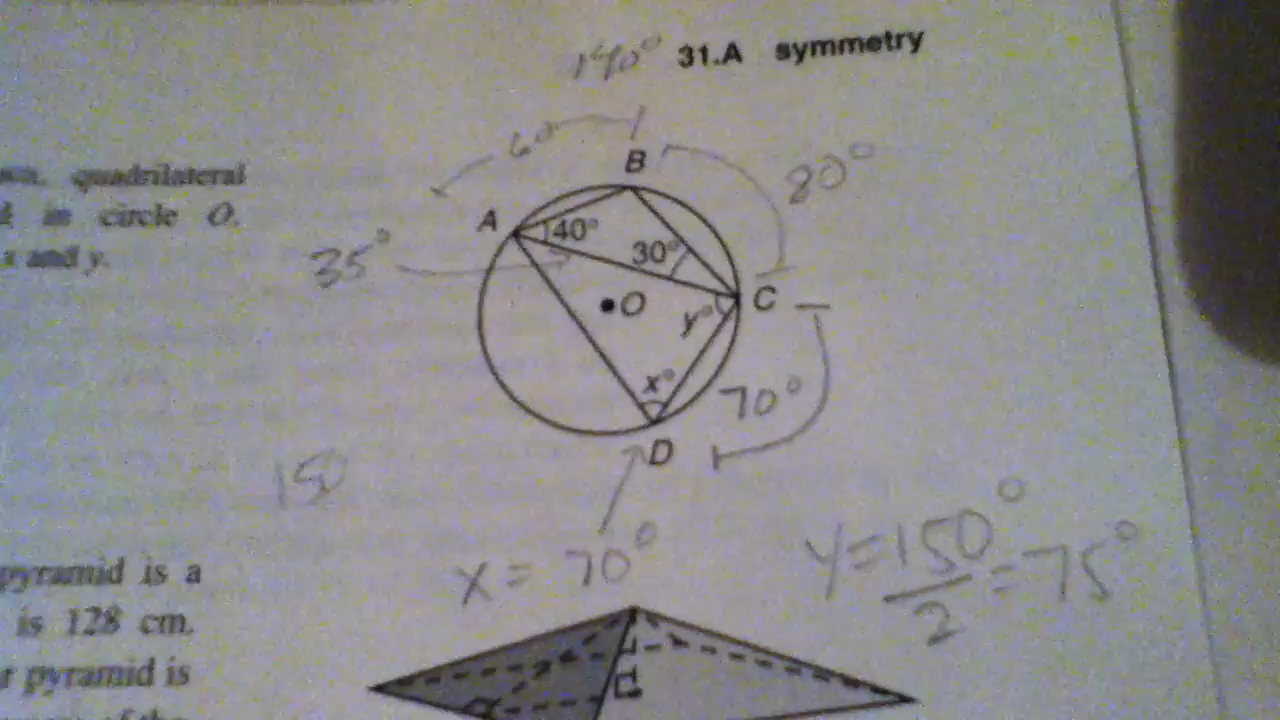 140° 31.A symmetry
60
B
80°
quadrilateral
in circle O.
and y.
A
40°
35°
30°
O
C
y°
x°
70°
D
150
pyramid is a
x = 70°
y = 150°/2 = 75°
is 128 cm.
pyramid is